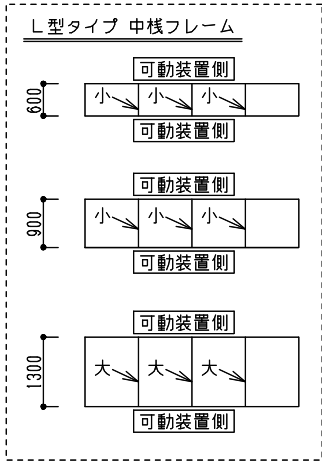 L型タイプ 中桟フレーム
可動装置側
600 小 小 小
可動装置側
可動装置側
900 小 小 小
可動装置側
可動装置側
1300 大 大 大
可動装置側